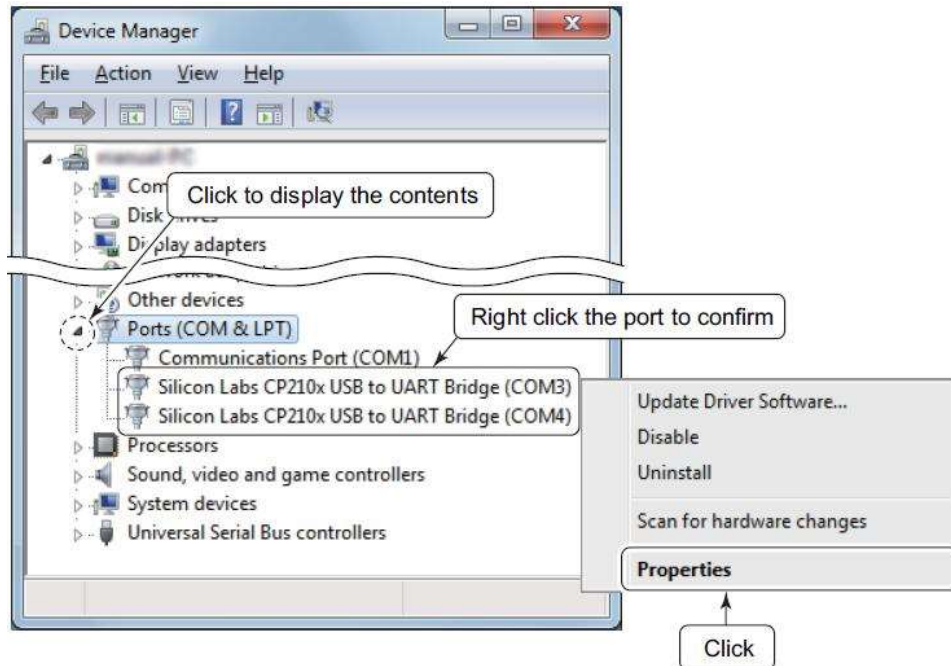 Device Manager
File Action View Help
Click to display the contents
Disk
Display adapters
Other devices
Ports (COM & LPT)
Right click the port to confirm
Communications Port (COM1)
Silicon Labs CP210x USB to UART Bridge (COM3)
Silicon Labs CP210x USB to UART Bridge (COM4)
Update Driver Software...
Disable
Uninstall
Scan for hardware changes
Properties
Processors
Sound, video and game controllers
System devices
Universal Serial Bus controllers
Click